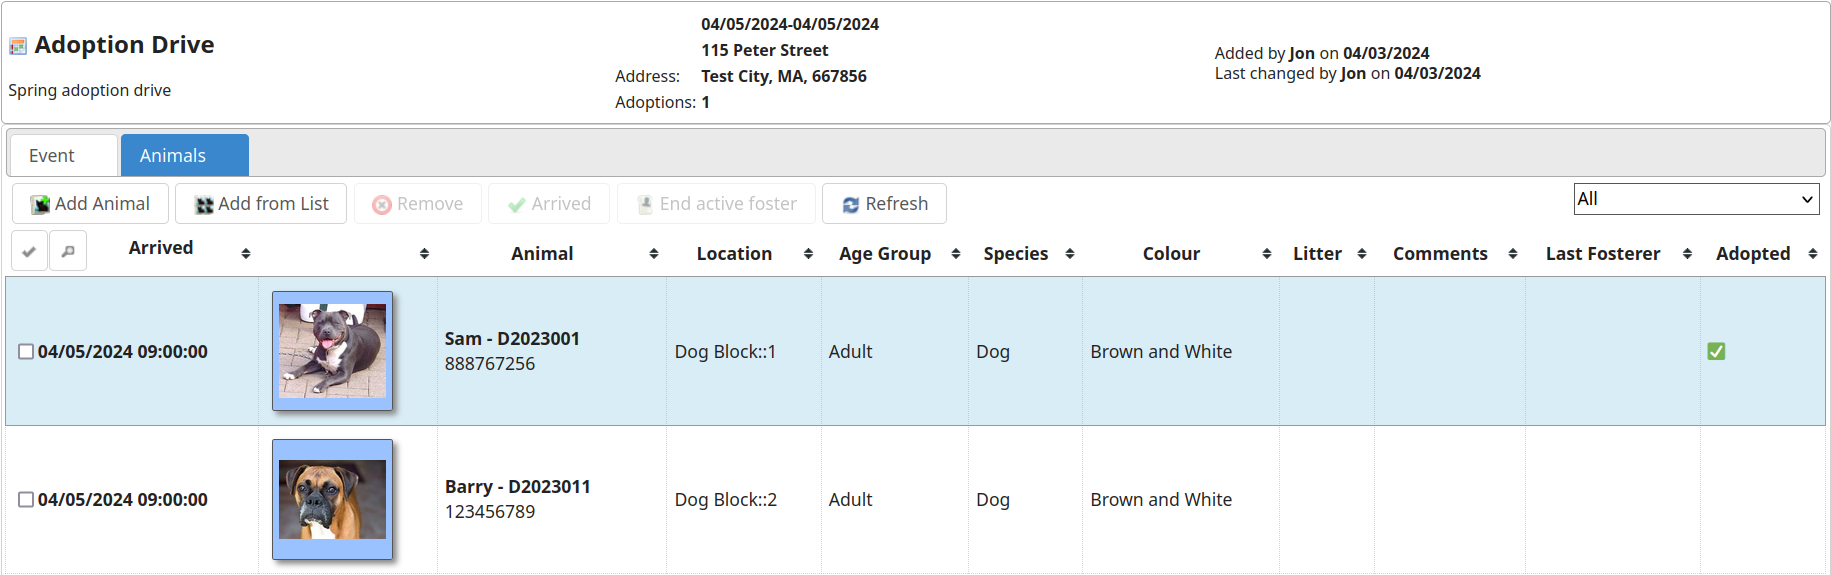 Adoption Drive
Spring adoption drive
04/05/2024-04/05/2024
115 Peter Street
Address: Test City, MA, 667856
Adoptions: 1
Added by Jon on 04/03/2024
Last changed by Jon on 04/03/2024
Event Animals
Add Animal Add from List Remove Arrived End active foster Refresh All
Arrived Animal Location Age Group Species Colour Litter Comments Last Fosterer Adopted
04/05/2024 09:00:00 Sam - D2023001 Dog Block::1 Adult Dog Brown and White
888767256
04/05/2024 09:00:00 Barry - D2023011 Dog Block::2 Adult Dog Brown and White
123456789